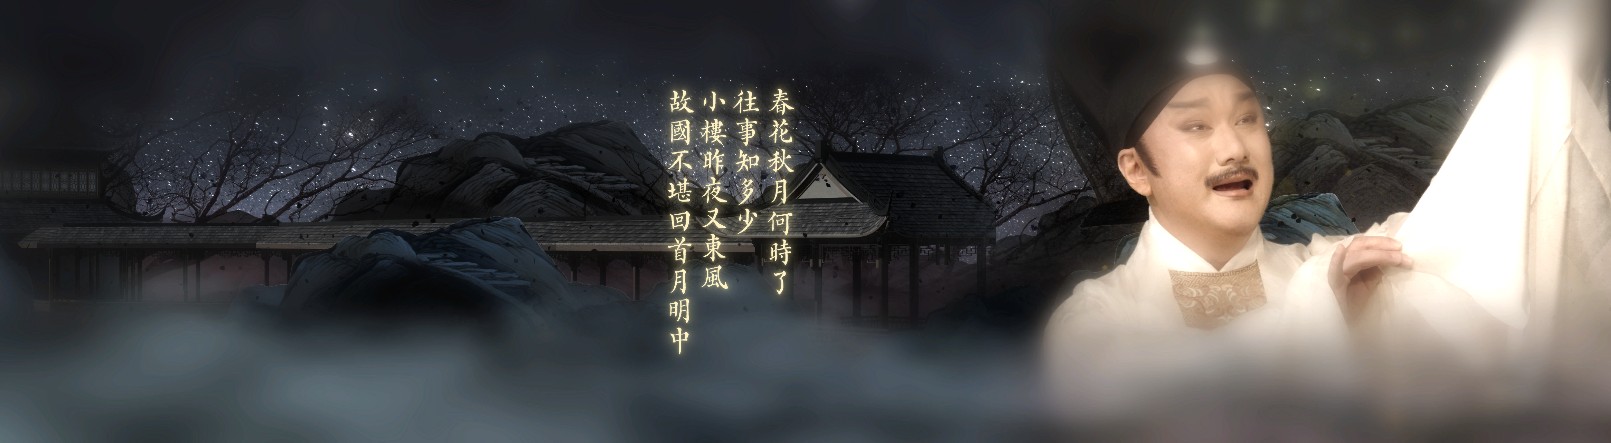 春花秋月何時了
往事知多少
小樓昨夜又東風
故國不堪回首月明中